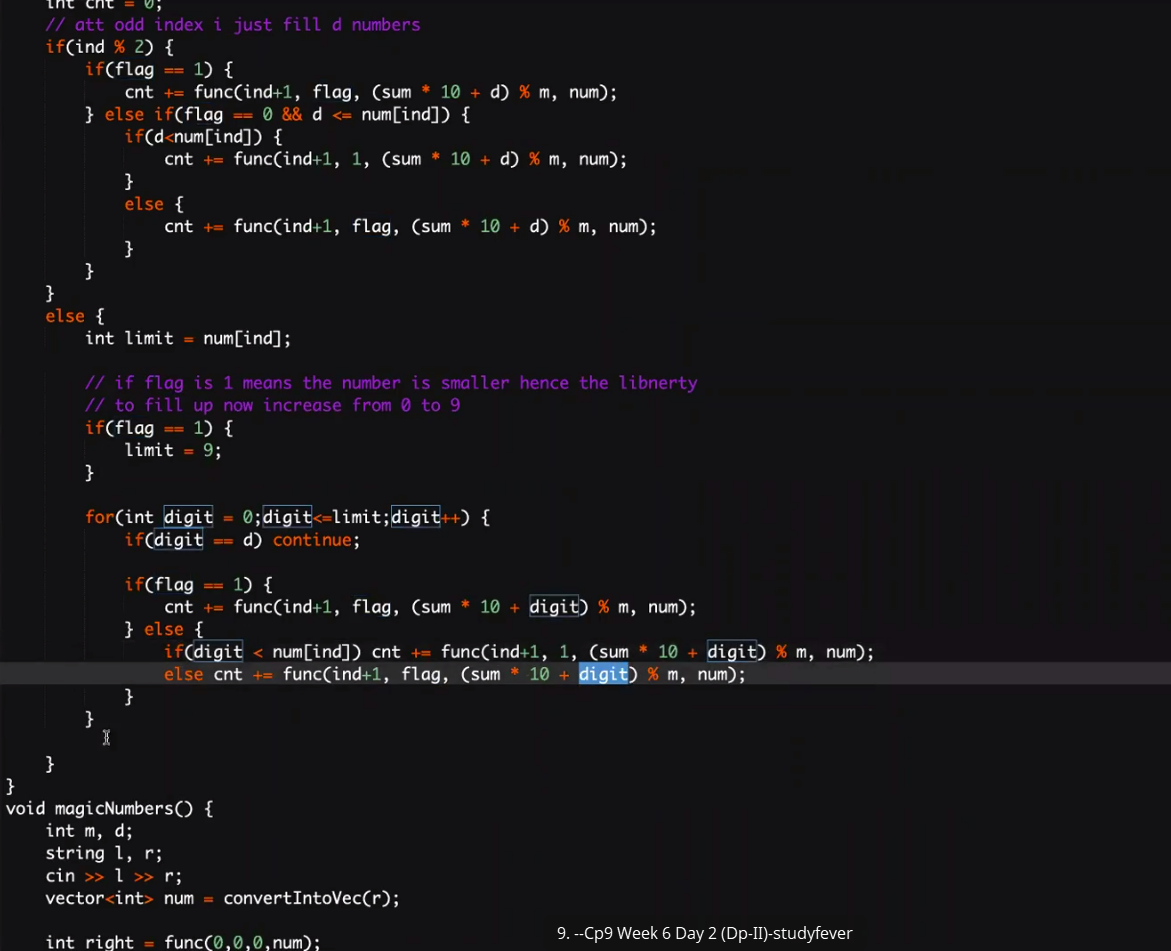 int cnt = 0;
// att odd index i just fill d numbers
if(ind % 2) {
if(flag == 1) {
cnt += func(ind+1, flag, (sum * 10 + d) % m, num);
} else if(flag == 0 && d <= num[ind]) {
if(d<num[ind]) {
cnt += func(ind+1, 1, (sum * 10 + d) % m, num);
}
else {
cnt += func(ind+1, flag, (sum * 10 + d) % m, num);
}
}
}
else {
int limit = num[ind];
// if flag is 1 means the number is smaller hence the libnerty
// to fill up now increase from 0 to 9
if(flag == 1) {
limit = 9;
}
for(int digit = 0;digit<=limit;digit++) {
if(digit == d) continue;
if(flag == 1) {
cnt += func(ind+1, flag, (sum * 10 + digit) % m, num);
} else {
if(digit < num[ind]) cnt += func(ind+1, 1, (sum * 10 + digit) % m, num);
else cnt += func(ind+1, flag, (sum * 10 + digit) % m, num);
}
}
}
}
void magicNumbers() {
int m, d;
string l, r;
cin >> l >> r;
vector<int> num = convertIntoVec(r);
int right = func(0,0,0,num);
9. --Cp9 Week 6 Day 2 (Dp-II)-studyfever